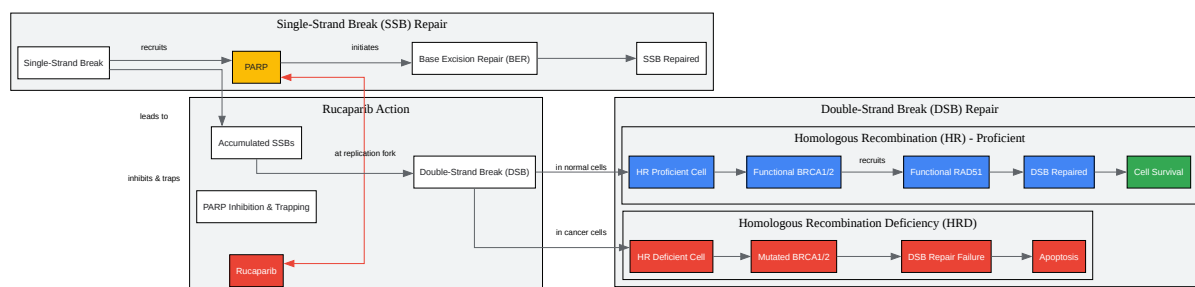 Single-Strand Break (SSB) Repair
Single-Strand Break
recruits
PARP
initiates
Base Excision Repair (BER)
SSB Repaired
Rucaparib Action
leads to
Accumulated SSBs
at replication fork
Double-Strand Break (DSB)
inhibits & traps
PARP Inhibition & Trapping
Rucaparib
in normal cells
in cancer cells
Double-Strand Break (DSB) Repair
Homologous Recombination (HR) - Proficient
HR Proficient Cell
Functional BRCA1/2
recruits
Functional RAD51
DSB Repaired
Cell Survival
Homologous Recombination Deficiency (HRD)
HR Deficient Cell
Mutated BRCA1/2
DSB Repair Failure
Apoptosis